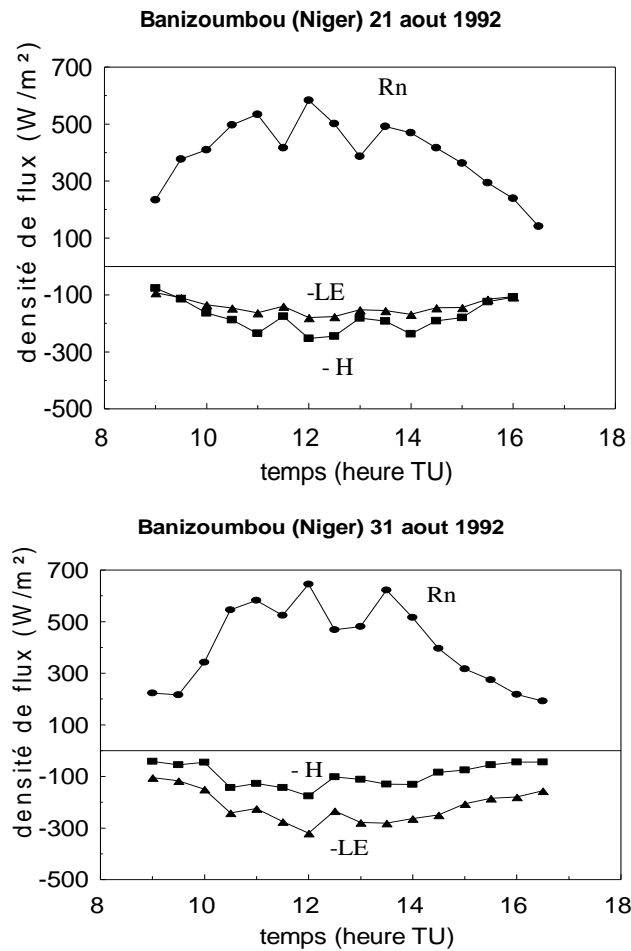 Banizoumbou (Niger) 21 aout 1992
densité de flux (W/m²)
700
500
300
100
-100
-300
-500
Rn
-LE
- H
8 10 12 14 16 18
temps (heure TU)
Banizoumbou (Niger) 31 aout 1992
densité de flux (W/m²)
700
500
300
100
-100
-300
-500
Rn
- H
-LE
8 10 12 14 16 18
temps (heure TU)